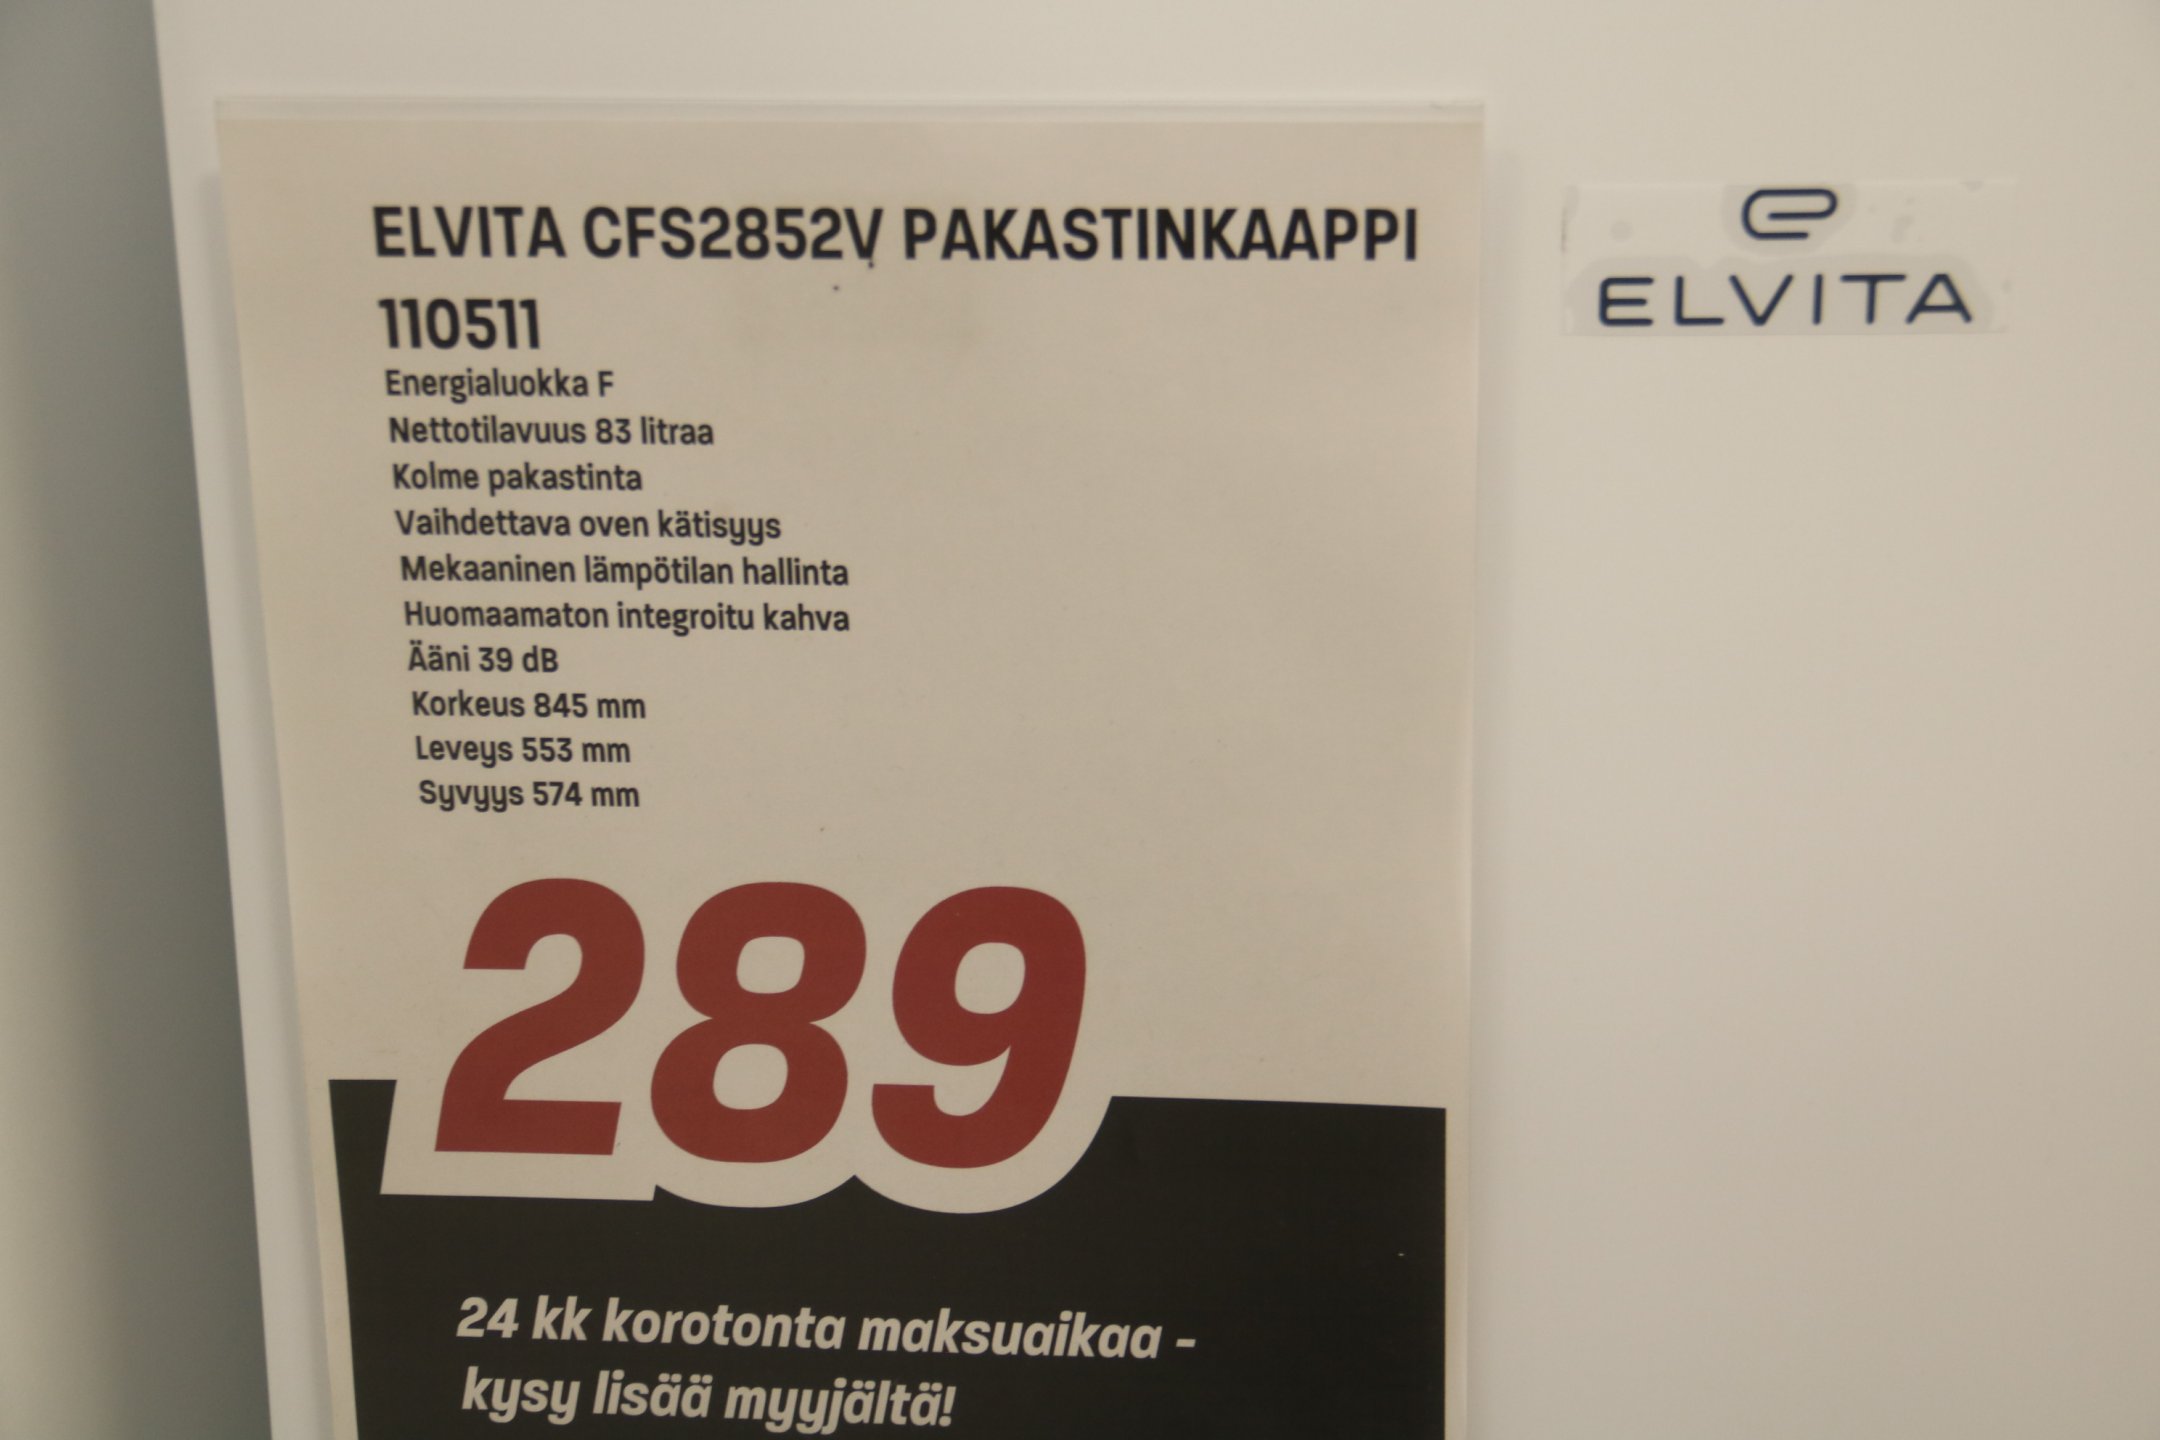 ELVITA CFS2852V PAKASTINKAAPPI
110511
Energialuokka F
Nettotilavuus 83 litraa
Kolme pakastinta
Vaihdettava oven kätisyys
Mekaaninen lämpötilan hallinta
Huomaamaton integroitu kahva
Ääni 39 dB
Korkeus 845 mm
Leveys 553 mm
Syvyys 574 mm
289
24 kk korotonta maksuaikaa -
kysy lisää myyjältä!
ELVITA